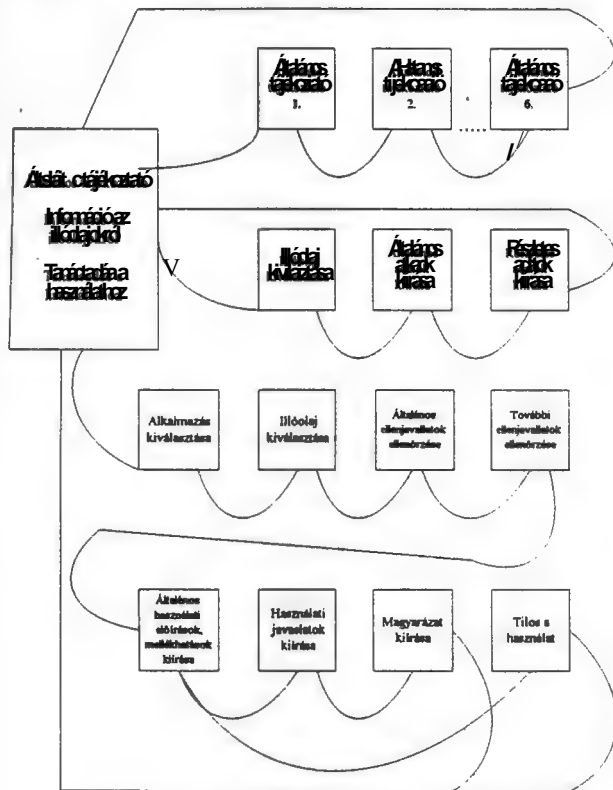 Általános
tájékoztató
1.
Általános
tájékoztató
2.
......
Általános
tájékoztató
6.
Általános tájékoztató
Információ az
illóolajokról
Tanácsadás a
használathoz
V
Illóolaj
kiválasztása
Általános
adatok
kiírása
Részletes
adatok
kiírása
Alkalmazás
kiválasztása
Illóolaj
kiválasztása
Általános
ellenjavallatok
ellenőrzése
További
ellenjavallatok
ellenőrzése
Általános
használati
előírások,
mellékhatások
kiírása
Használati
javaslatok
kiírása
Magyarázat
kiírása
Tilos a
használat